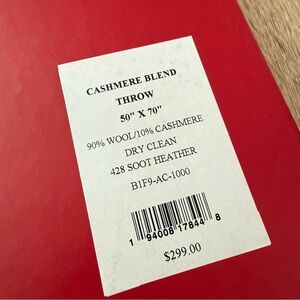 CASHMERE BLEND
THROW
50" X 70"
90% WOOL/10% CASHMERE
DRY CLEAN
428 SOOT HEATHER
B1F9-AC-1000
1 94008 17844 8
$299.00